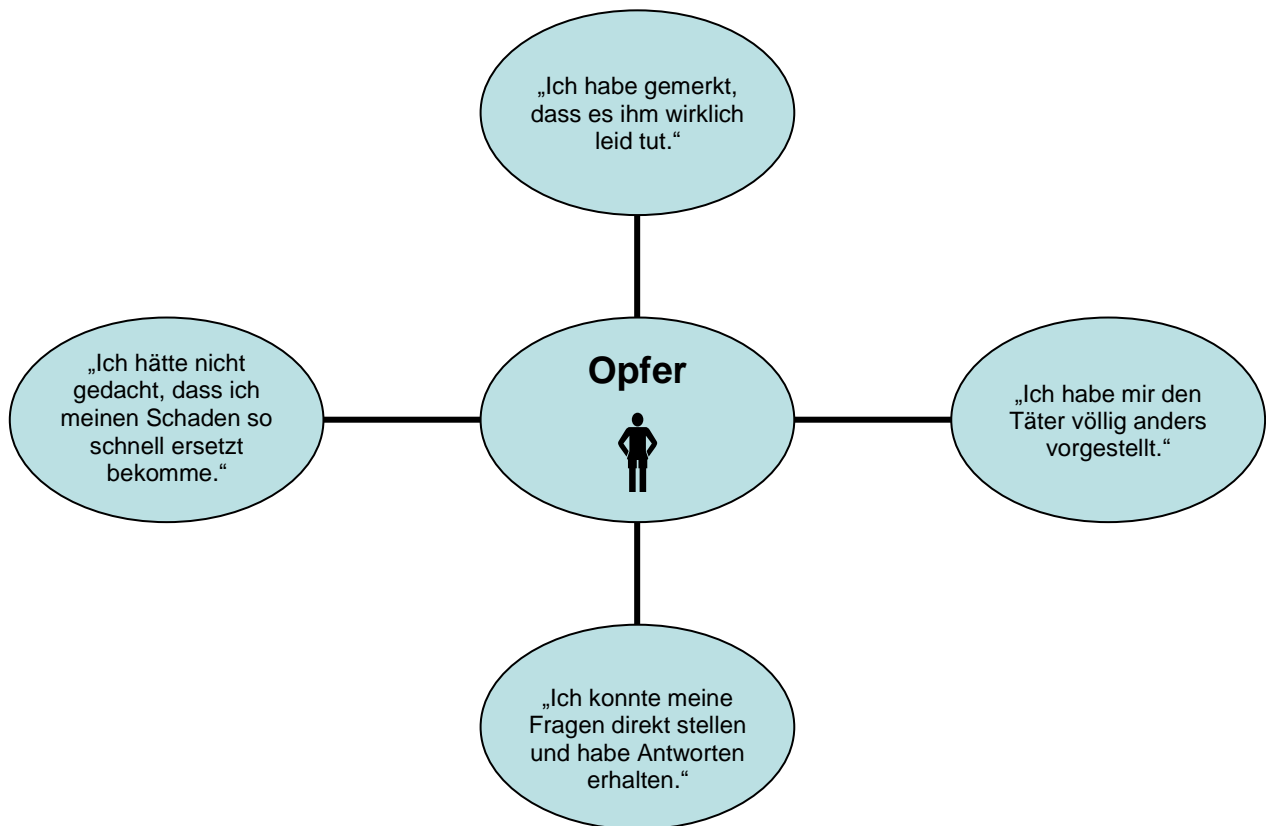 „Ich habe gemerkt,
dass es ihm wirklich
leid tut.“
„Ich hätte nicht
gedacht, dass ich
meinen Schaden so
schnell ersetzt
bekomme.“
Opfer
„Ich habe mir den
Täter völlig anders
vorgestellt.“
„Ich konnte meine
Fragen direkt stellen
und habe Antworten
erhalten.“